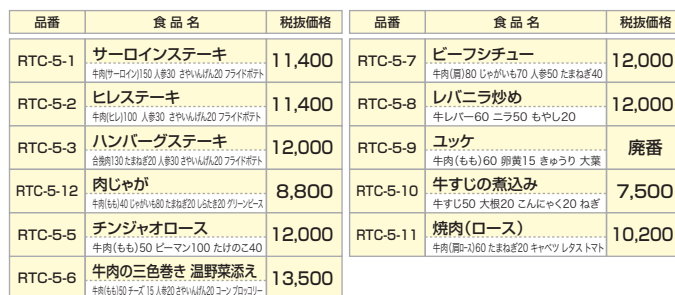 品番 食品名 税抜価格
RTC-5-1 サーロインステーキ 11,400
牛肉(サーロイン)150 人参30 さやいんげん20 フライドポテト
RTC-5-2 ヒレステーキ 11,400
牛肉(ヒレ)100 人参30 さやいんげん20 フライドポテト
RTC-5-3 ハンバーグステーキ 12,000
合挽肉130 たまねぎ20 人参30 さやいんげん20 フライドポテト
RTC-5-12 肉じゃが 8,800
牛肉(もも)40 じゃがいも80 たまねぎ20 しらたき20 グリーンピース
RTC-5-5 チンジャオロース 12,000
牛肉(もも)50 ピーマン100 たけのこ40
RTC-5-6 牛肉の三色巻き 温野菜添え 13,500
牛肉(もも)50 チーズ15 人参20 さやいんげん20 コーン ブロッコリー
品番 食品名 税抜価格
RTC-5-7 ビーフシチュー 12,000
牛肉(肩)80 じゃがいも70 人参50 たまねぎ40
RTC-5-8 レバニラ炒め 12,000
牛レバー60 ニラ50 もやし20
RTC-5-9 ユッケ 廃番
牛肉(もも)60 卵黄15 きゅうり 大葉
RTC-5-10 牛すじの煮込み 7,500
牛すじ50 大根20 こんにゃく20 ねぎ
RTC-5-11 焼肉(ロース) 10,200
牛肉(肩ロース)60 たまねぎ20 キャベツ レタス トマト